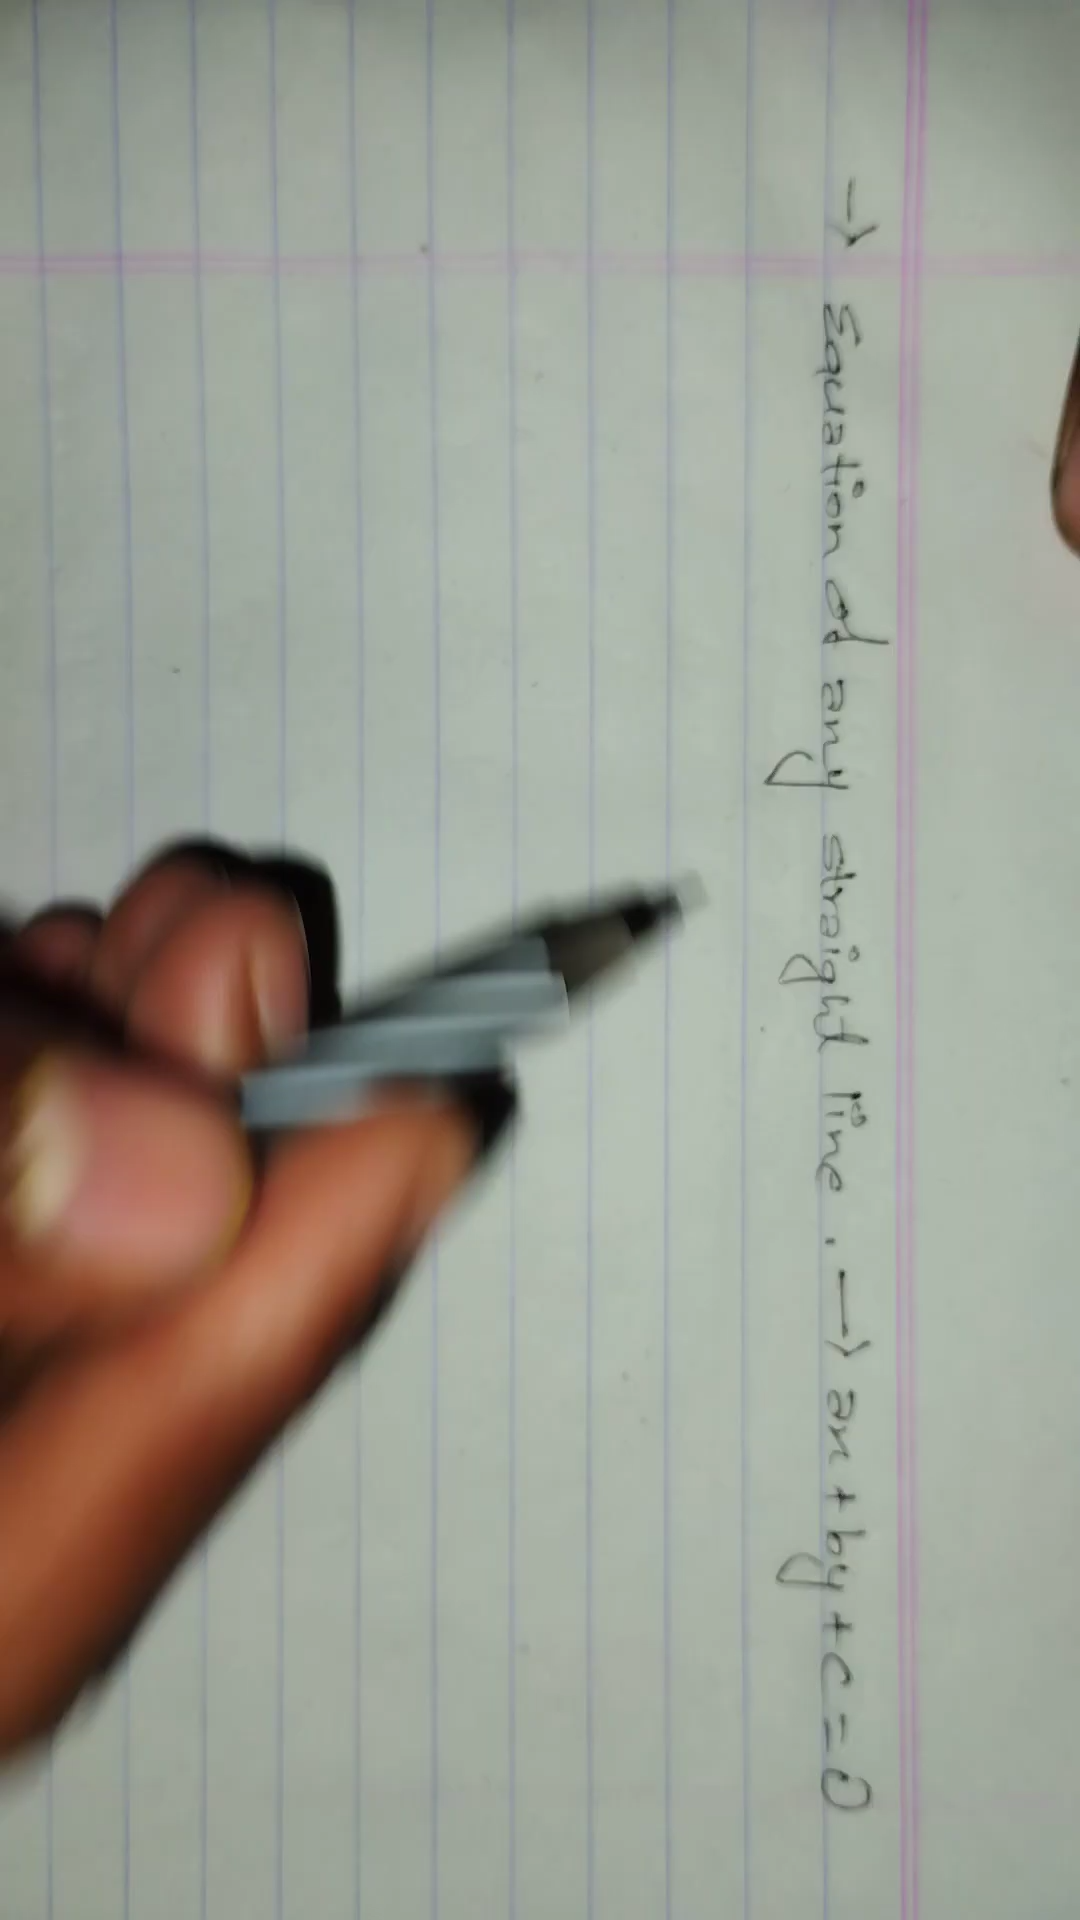 → Equation of any straight line. → ax + by + c = 0